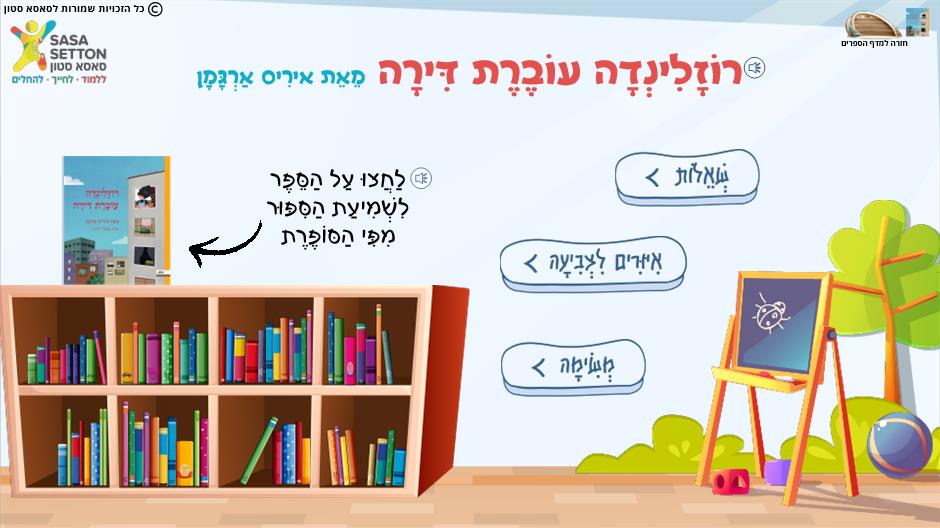 © כל הזכויות שמורות לסאסא סטון
SASA
SETTON
סאסא סטון
ללמוד · לחייך · להחלים
חזרה למדף הספרים
רוֹזָלִינְדָה עוֹבֶרֶת דִּירָה מֵאֵת אִירִיס אַרְגָּמָן
לַחֲצוּ עַל הַסֵּפֶר
לִשְׁמִיעַת הַסִּפּוּר
מִפִּי הַסּוֹפֶרֶת
שְׁאֵלוֹת >
אִיּוּרִים לִצְבִיעָה >
מְשִׂימָה >
רוזלינדה
עוברת דירה